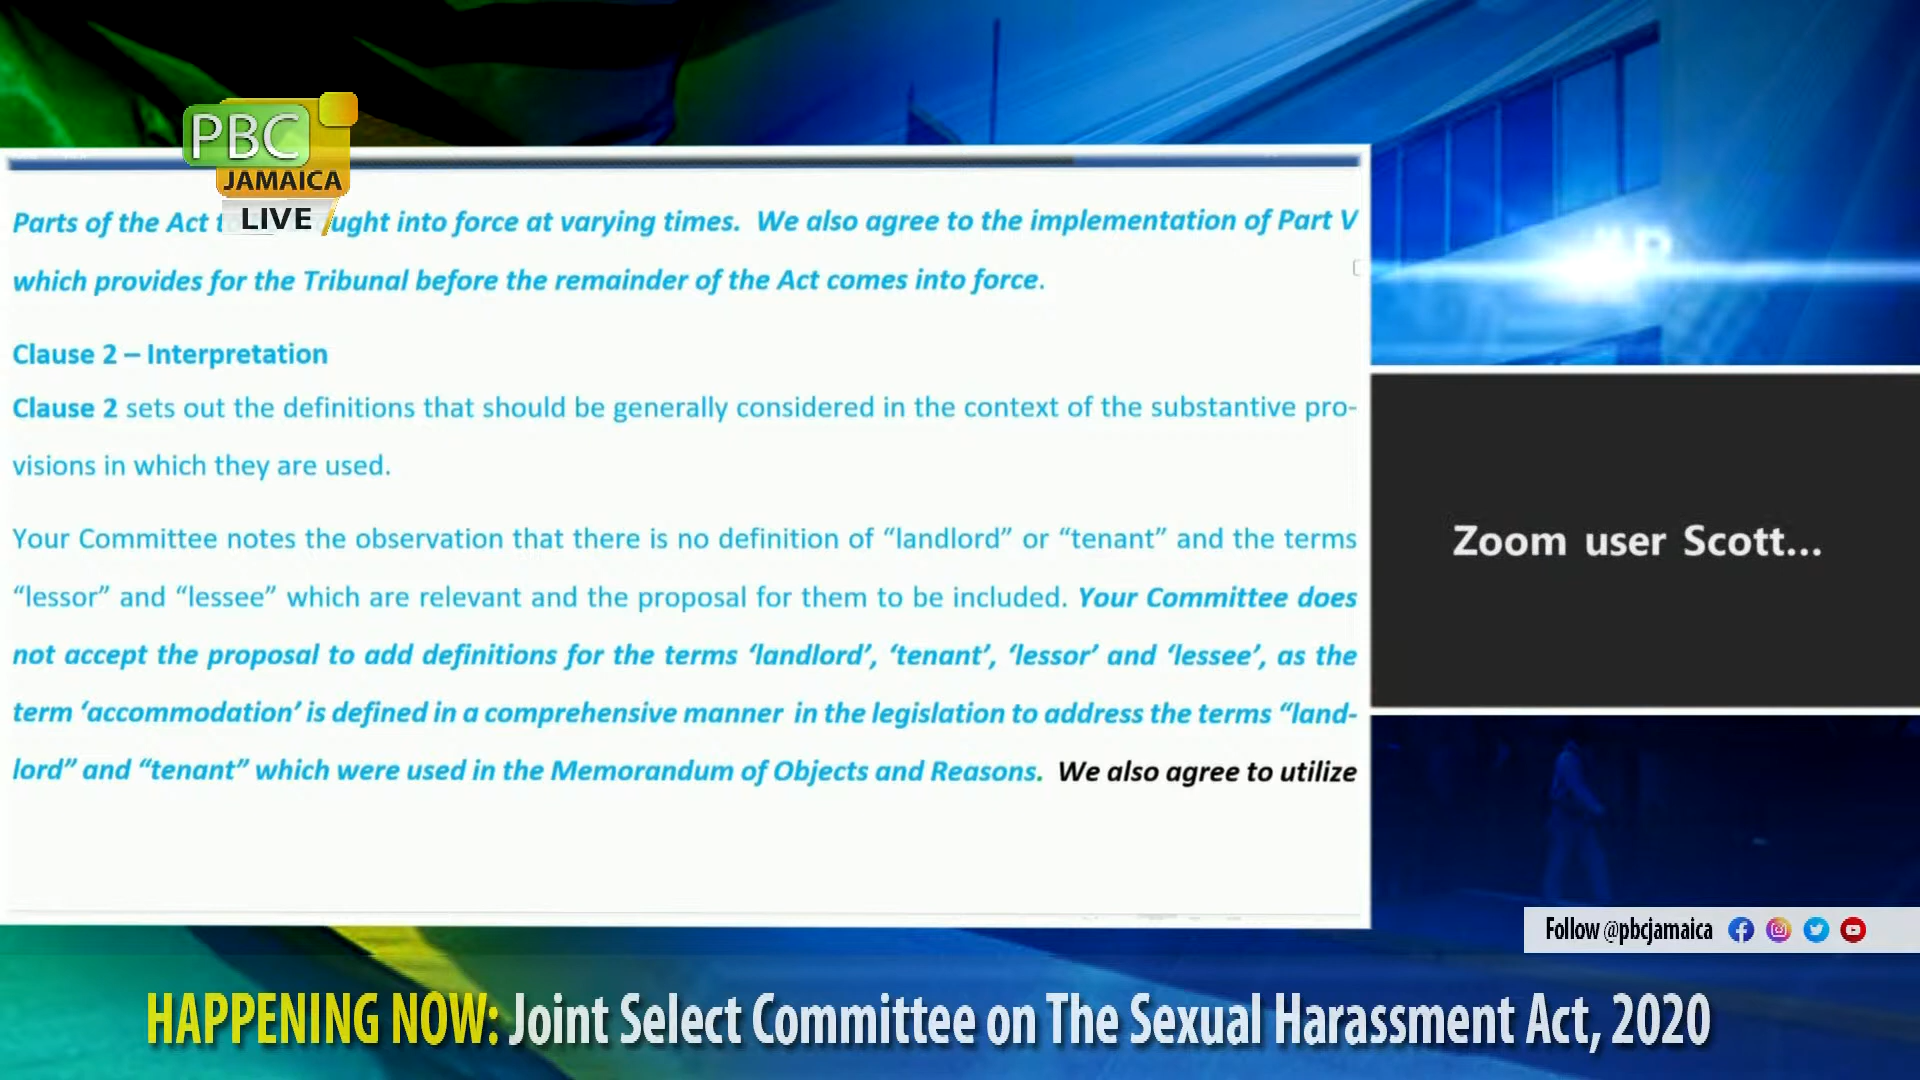 PBC
JAMAICA
LIVE
Parts of the Act ught into force at varying times. We also agree to the implementation of Part V
which provides for the Tribunal before the remainder of the Act comes into force.
Clause 2 – Interpretation
Clause 2 sets out the definitions that should be generally considered in the context of the substantive pro-
visions in which they are used.
Your Committee notes the observation that there is no definition of “landlord” or “tenant” and the terms
“lessor” and “lessee” which are relevant and the proposal for them to be included. Your Committee does
not accept the proposal to add definitions for the terms ‘landlord’, ‘tenant’, ‘lessor’ and ‘lessee’, as the
term ‘accommodation’ is defined in a comprehensive manner in the legislation to address the terms “land-
lord” and “tenant” which were used in the Memorandum of Objects and Reasons. We also agree to utilize
Zoom user Scott...
Follow @pbcjamaica
HAPPENING NOW: Joint Select Committee on The Sexual Harassment Act, 2020